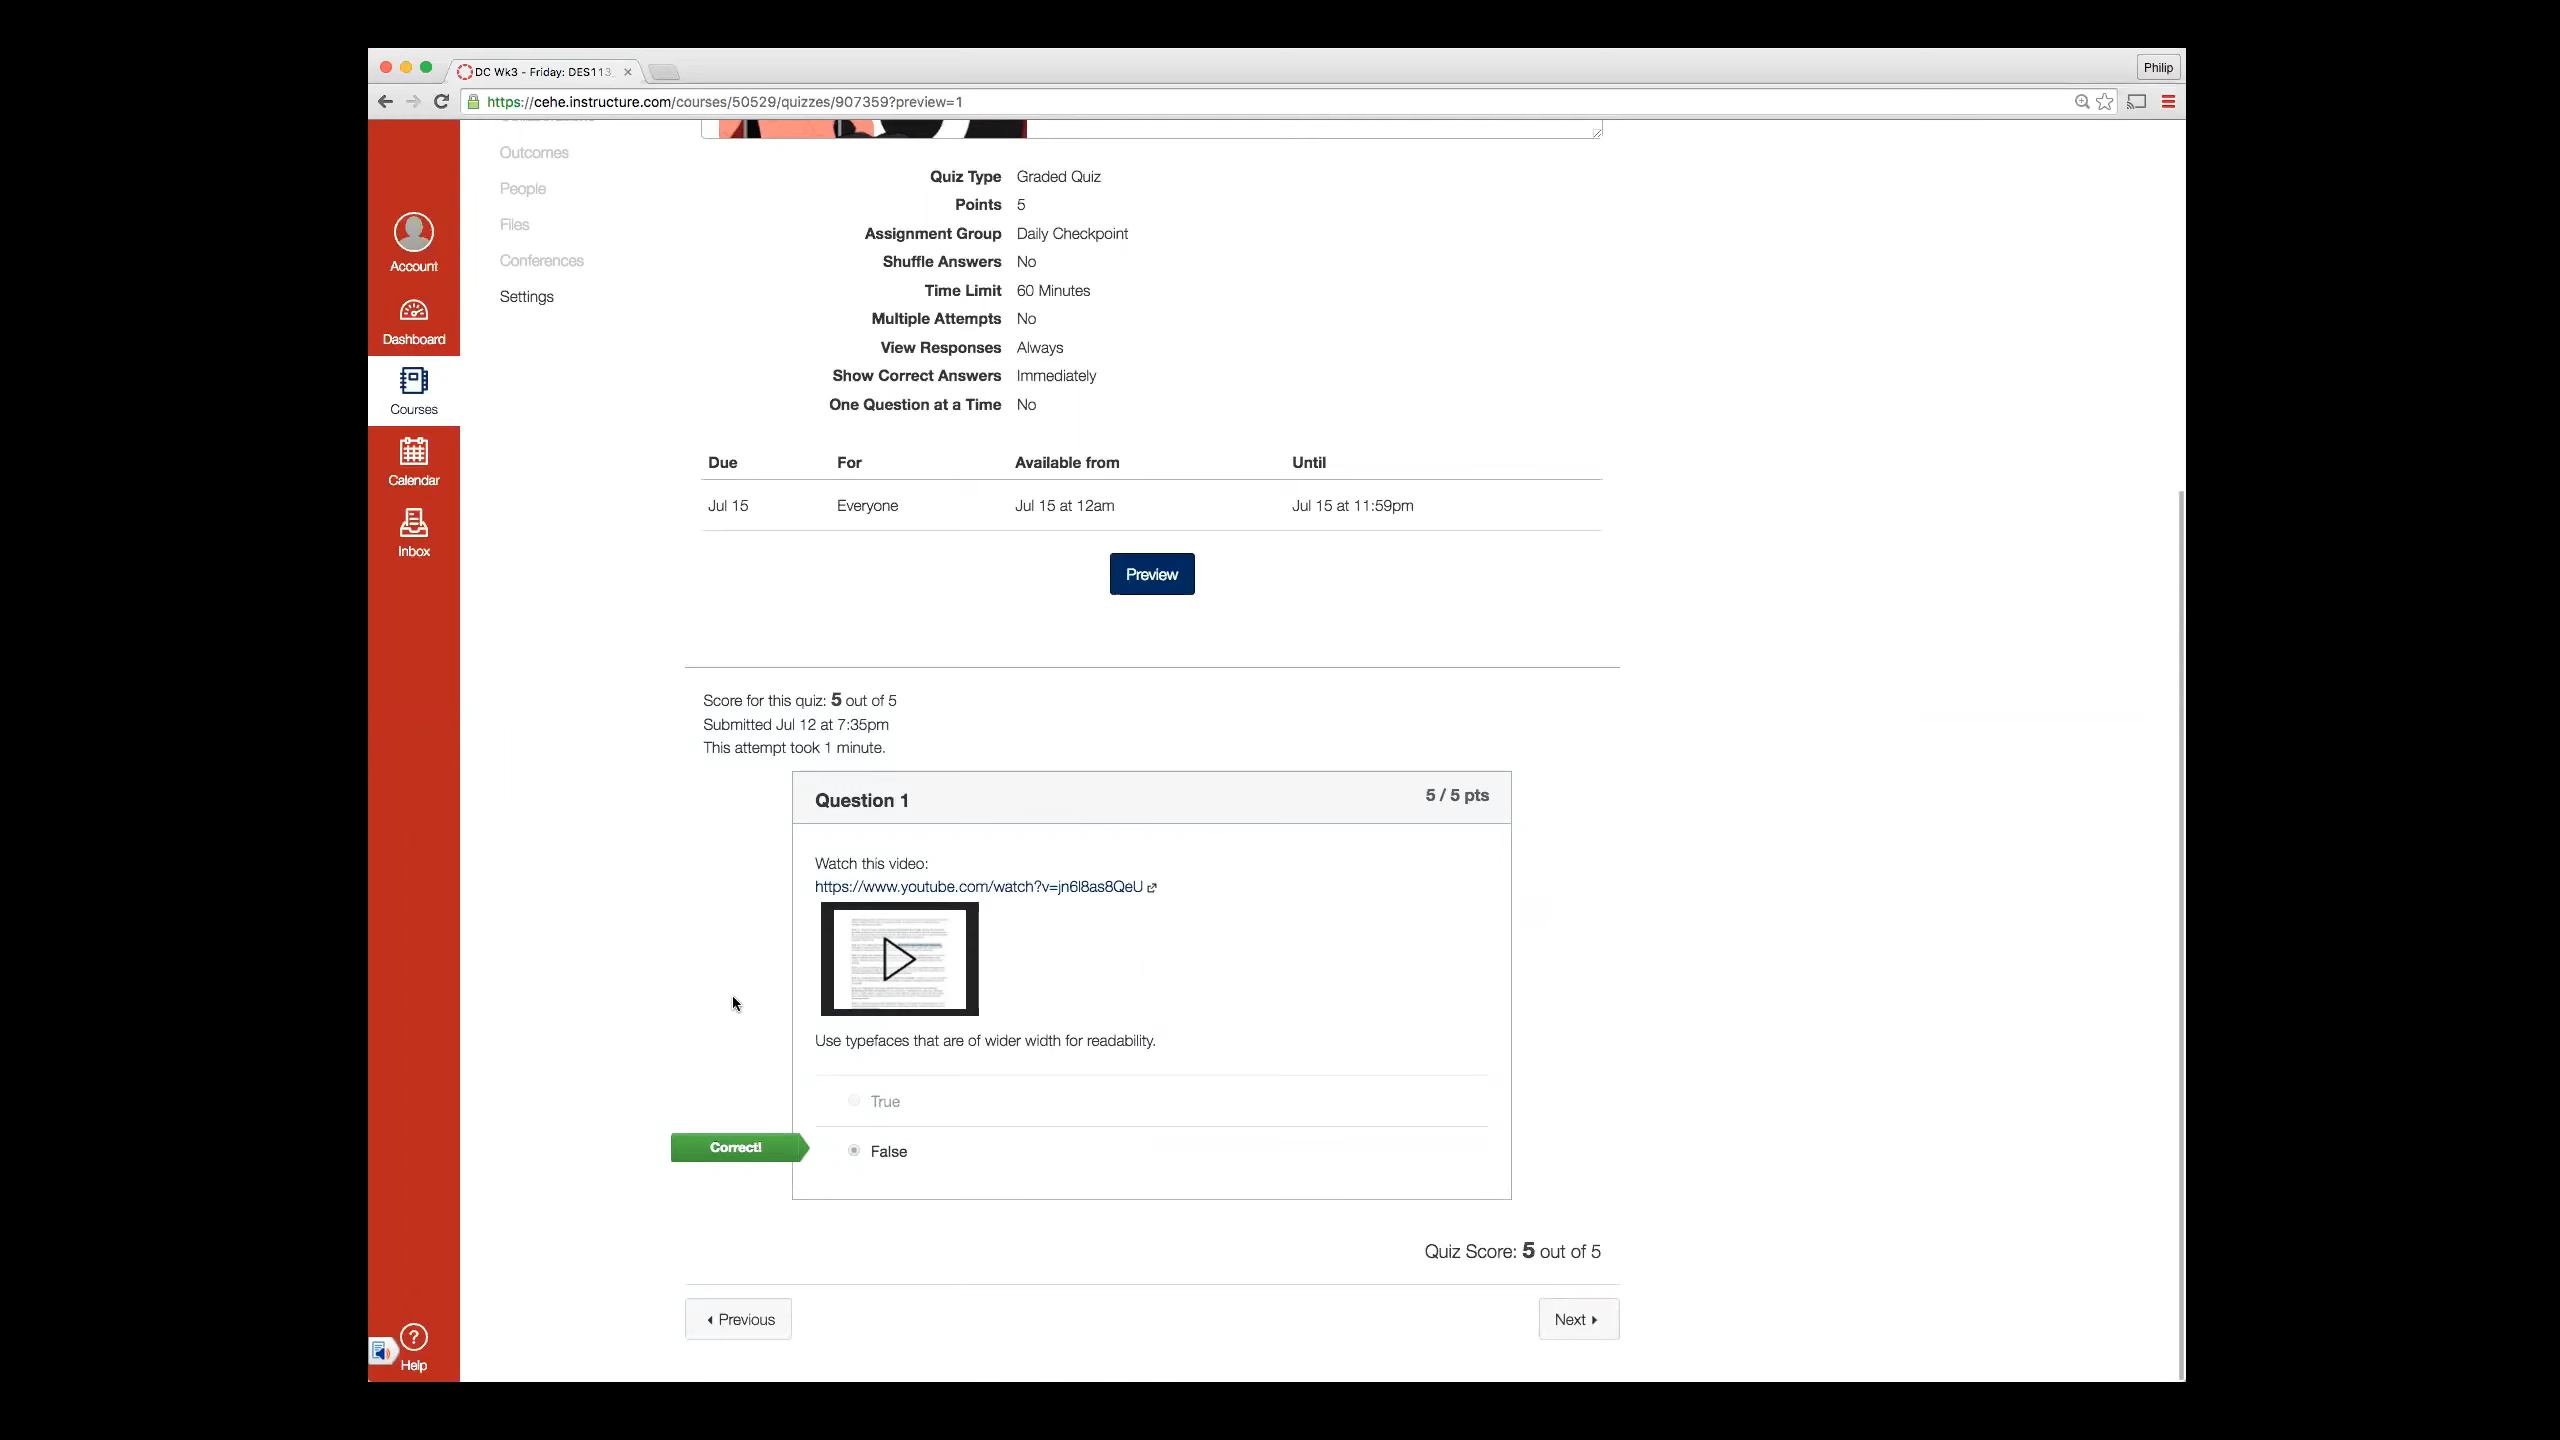 DC Wk3 - Friday: DES113
Philip
https://cehe.instructure.com/courses/50529/quizzes/907359?preview=1
Account
Dashboard
Courses
Calendar
Inbox
Help
Outcomes
People
Files
Conferences
Settings
Quiz Type Graded Quiz
Points 5
Assignment Group Daily Checkpoint
Shuffle Answers No
Time Limit 60 Minutes
Multiple Attempts No
View Responses Always
Show Correct Answers Immediately
One Question at a Time No
Due For Available from Until
Jul 15 Everyone Jul 15 at 12am Jul 15 at 11:59pm
Preview
Score for this quiz: 5 out of 5
Submitted Jul 12 at 7:35pm
This attempt took 1 minute.
Question 1 5 / 5 pts
Watch this video:
https://www.youtube.com/watch?v=jn6l8as8QeU
Use typefaces that are of wider width for readability.
True
Correct! False
Quiz Score: 5 out of 5
Previous Next